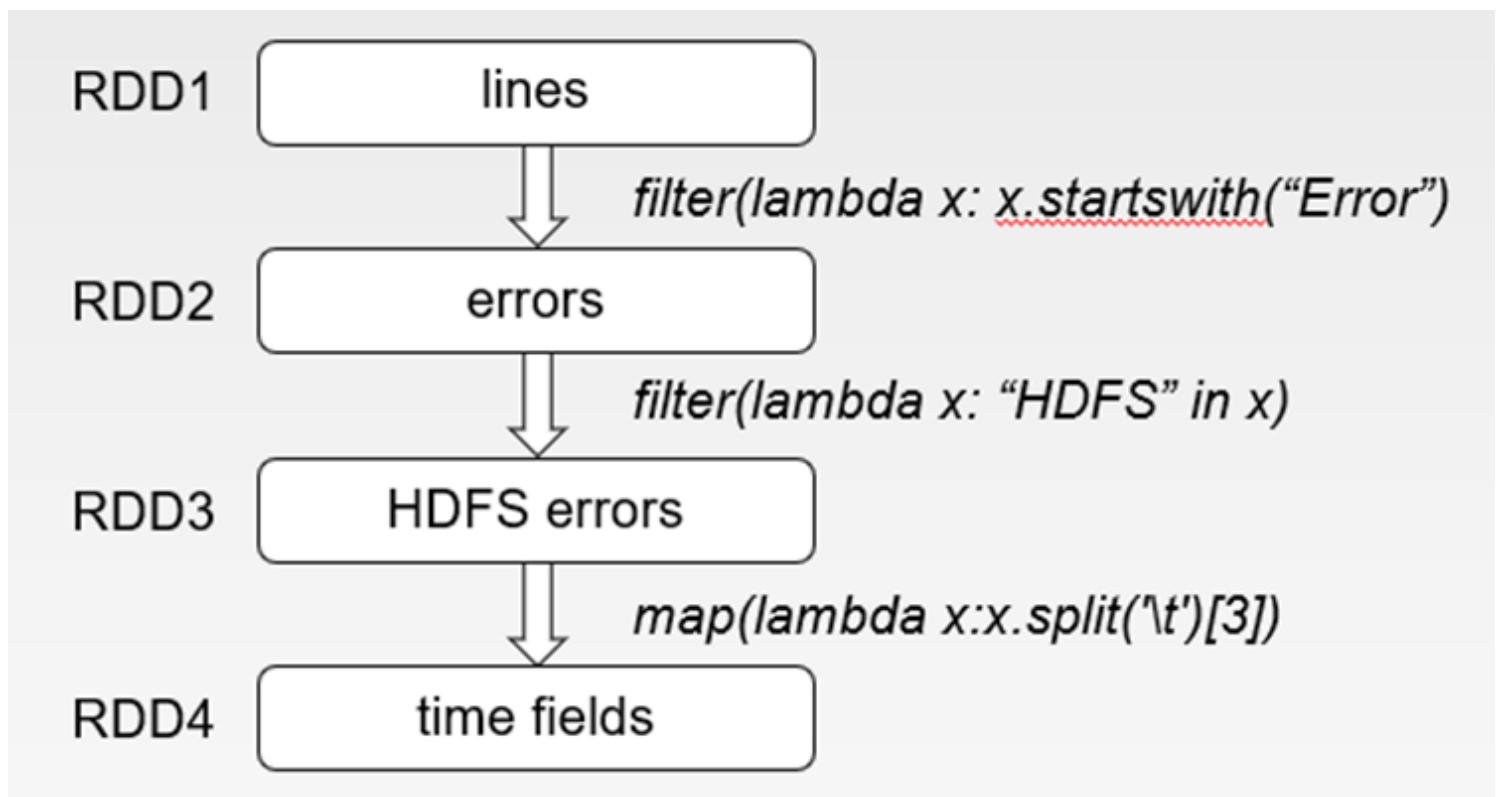 RDD1
lines
filter(lambda x: x.startswith(“Error”)
RDD2
errors
filter(lambda x: “HDFS” in x)
RDD3
HDFS errors
map(lambda x:x.split('\t')[3])
RDD4
time fields